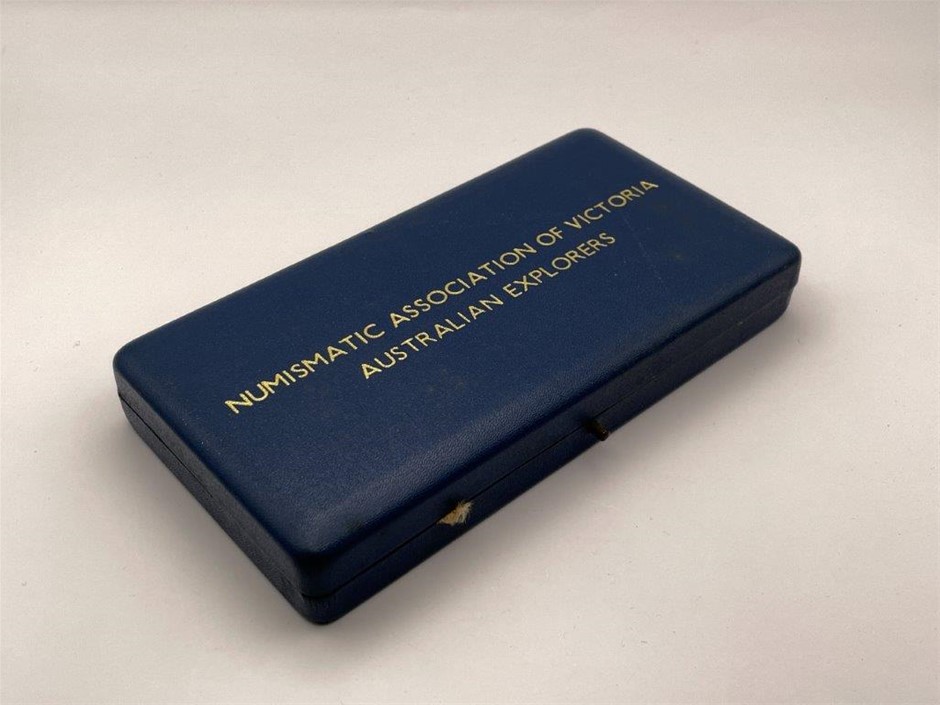 NUMISMATIC ASSOCIATION OF VICTORIA
AUSTRALIAN EXPLORERS